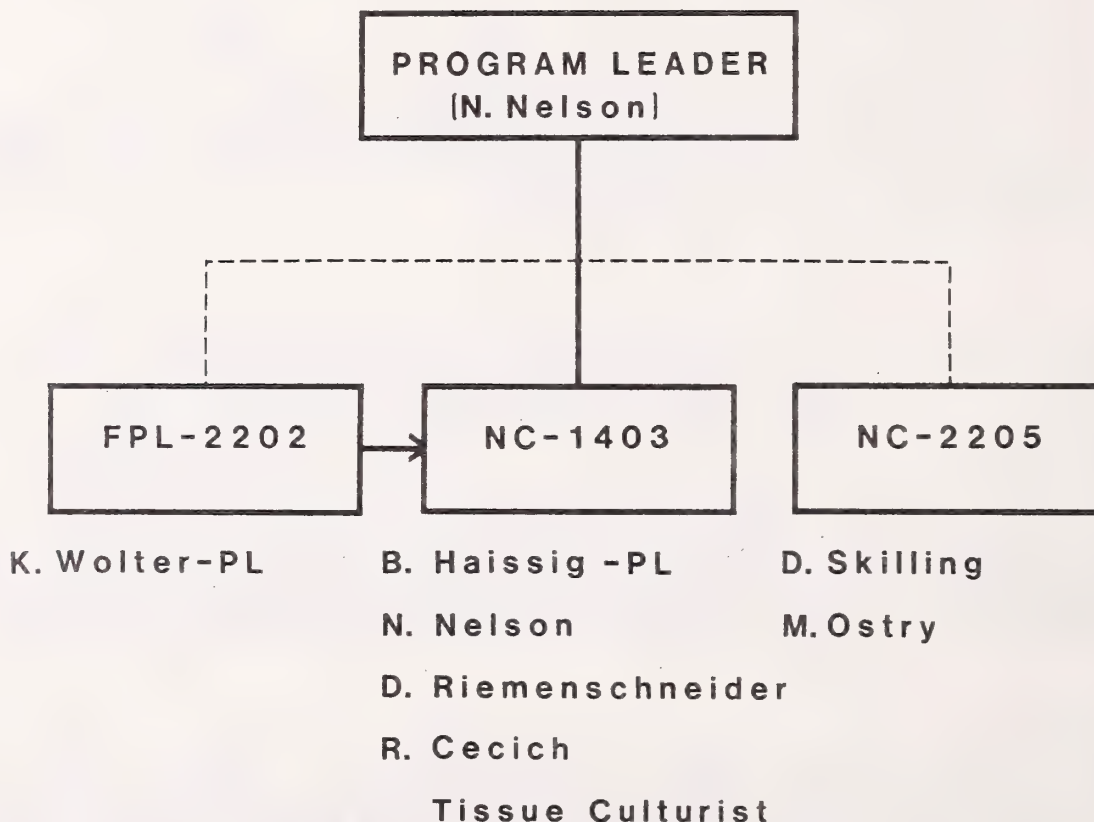 PROGRAM LEADER
(N. Nelson)
FPL-2202
NC-1403
NC-2205
K. Wolter-PL
B. Haissig -PL
N. Nelson
D. Riemenschneider
R. Cecich
Tissue Culturist
D. Skilling
M. Ostry